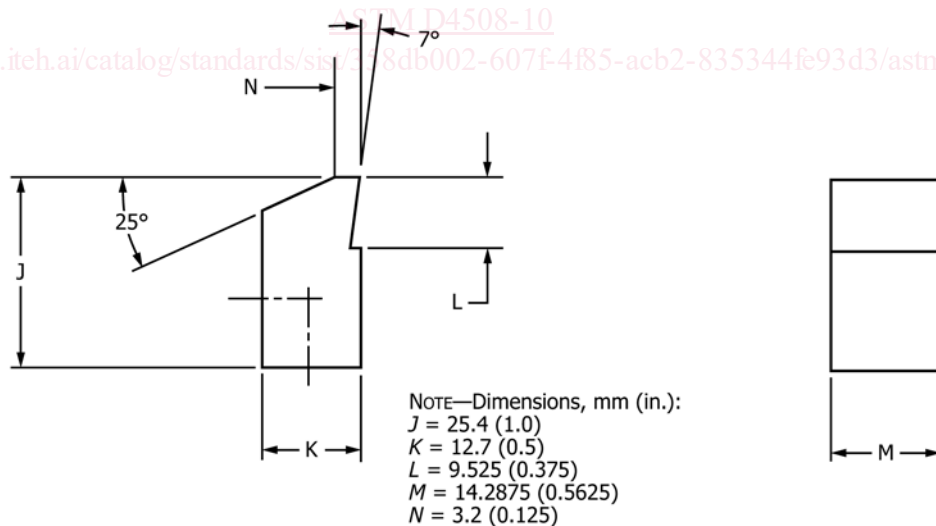 ASTM D4508-10
.iteh.ai/catalog/standards/sist/358db002-607f-4f85-acb2-835344fe93d3/astm
7°
N
25°
J
L
K
M
NOTE—Dimensions, mm (in.):
J = 25.4 (1.0)
K = 12.7 (0.5)
L = 9.525 (0.375)
M = 14.2875 (0.5625)
N = 3.2 (0.125)